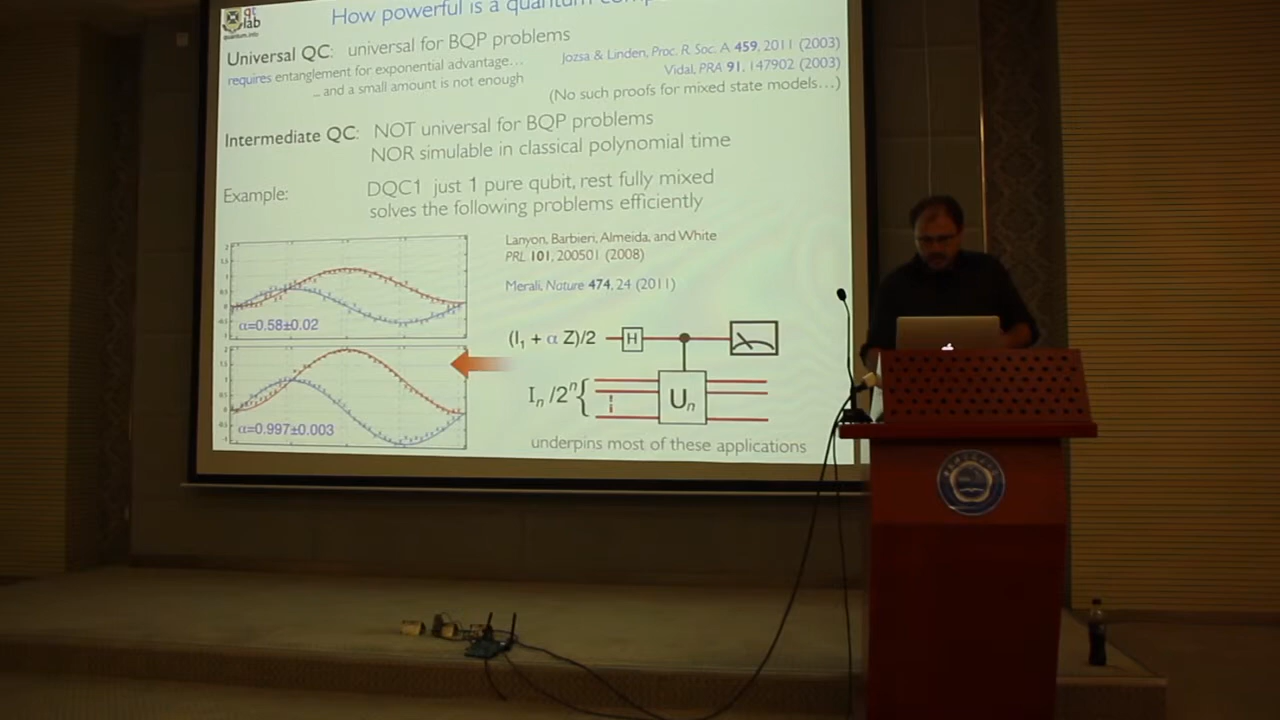 qt
lab
quantum.info
How powerful is a quantum
Universal QC: universal for BQP problems
requires entanglement for exponential advantage...
... and a small amount is not enough
Jozsa & Linden, Proc. R. Soc. A 459, 2011 (2003)
Vidal, PRA 91, 147902 (2003)
(No such proofs for mixed state models...)
Intermediate QC: NOT universal for BQP problems
NOR simulable in classical polynomial time
Example: DQC1 just 1 pure qubit, rest fully mixed
solves the following problems efficiently
Lanyon, Barbieri, Almeida, and White
PRL 101, 200501 (2008)
Merali, Nature 474, 24 (2011)
α=0.58±0.02
α=0.997±0.003
(I₁ + α Z)/2
H
Iₙ /2ⁿ{
Uₙ
underpins most of these applications